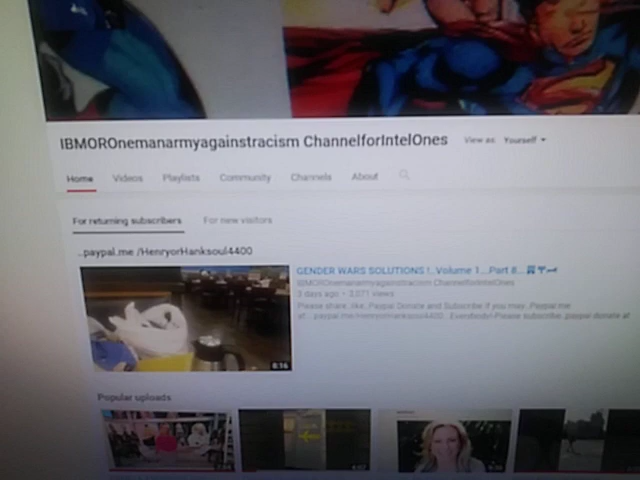 IBMOROnemanarmyagainstracism ChannelforIntelOnes View as: Yourself
Home Videos Playlists Community Channels About
For returning subscribers For new visitors
..paypal.me /HenryorHanksoul4400
GENDER WARS SOLUTIONS !..Volume 1...Part 8...
IBMOROnemanarmyagainstracism ChannelforIntelOnes
3 days ago • 3,071 views
Please share, like, Paypal Donate and Subscribe if you may. Paypal.me
at... paypal.me/HenryorHanksoul4400 Everybody! Please subscribe, paypal donate at
8:16
Popular uploads